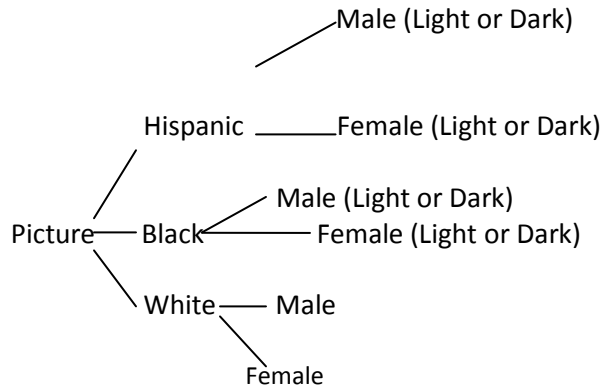 Male (Light or Dark)
Hispanic Female (Light or Dark)
Male (Light or Dark)
Picture Black Female (Light or Dark)
White Male
Female